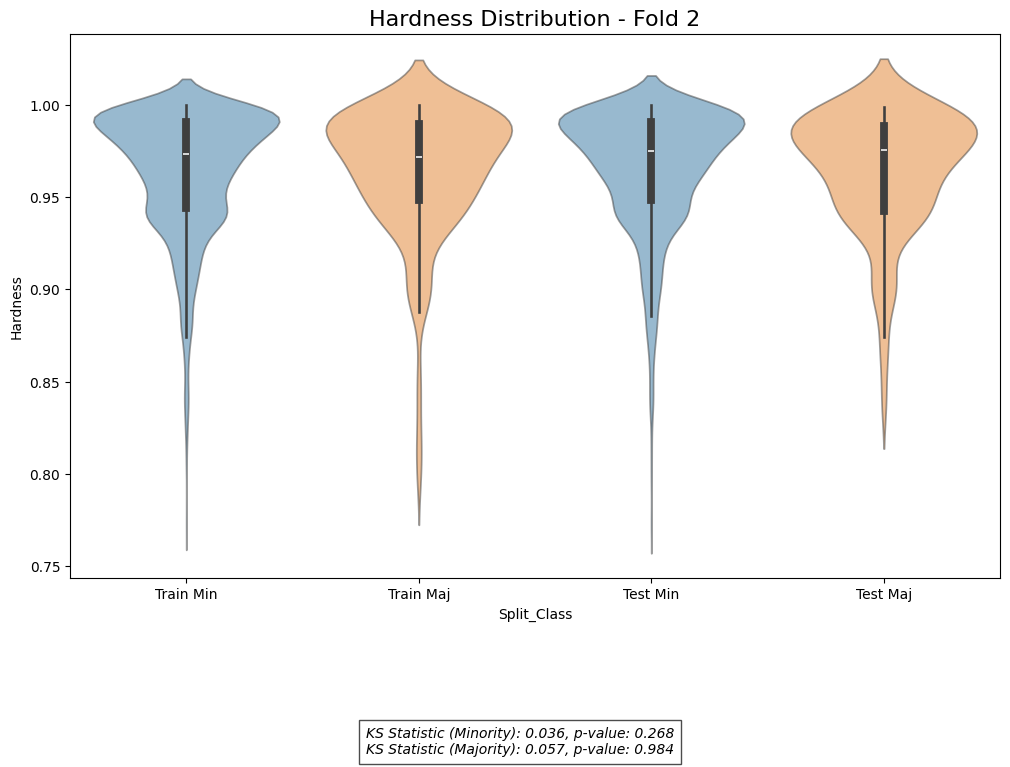 Hardness Distribution - Fold 2
Hardness
1.00
0.95
0.90
0.85
0.80
0.75
Train Min
Train Maj
Test Min
Test Maj
Split_Class
KS Statistic (Minority): 0.036, p-value: 0.268
KS Statistic (Majority): 0.057, p-value: 0.984